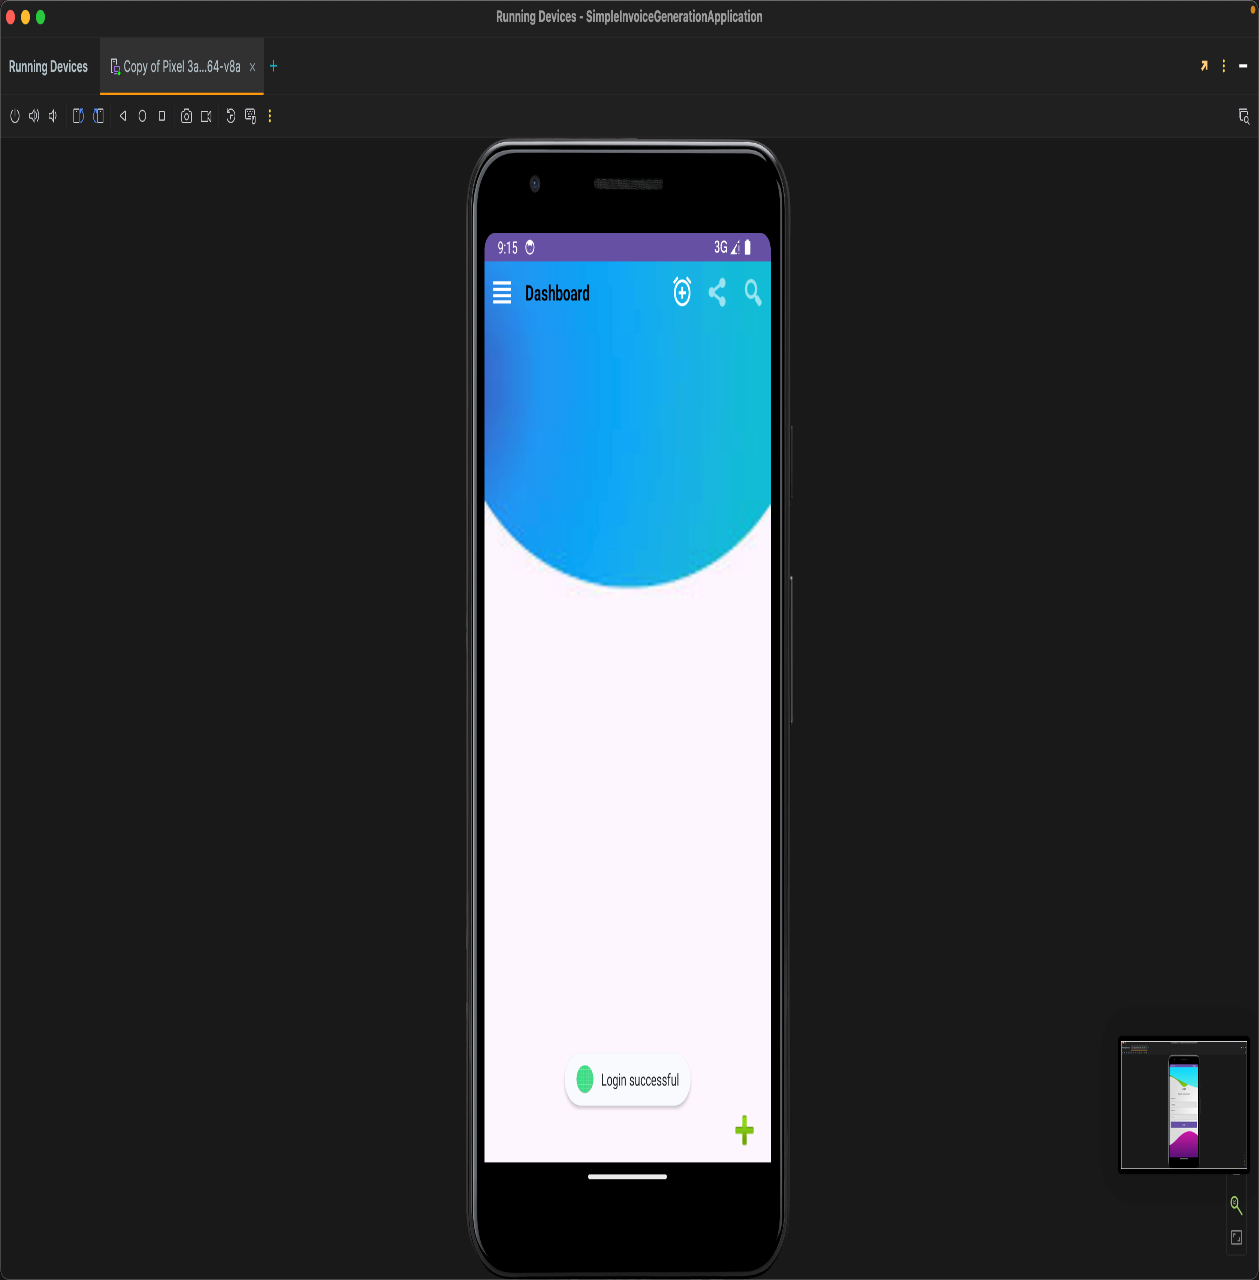 Running Devices - SimpleInvoiceGenerationApplication
Running Devices
Copy of Pixel 3a...64-v8a
9:15
3G
Dashboard
Login successful